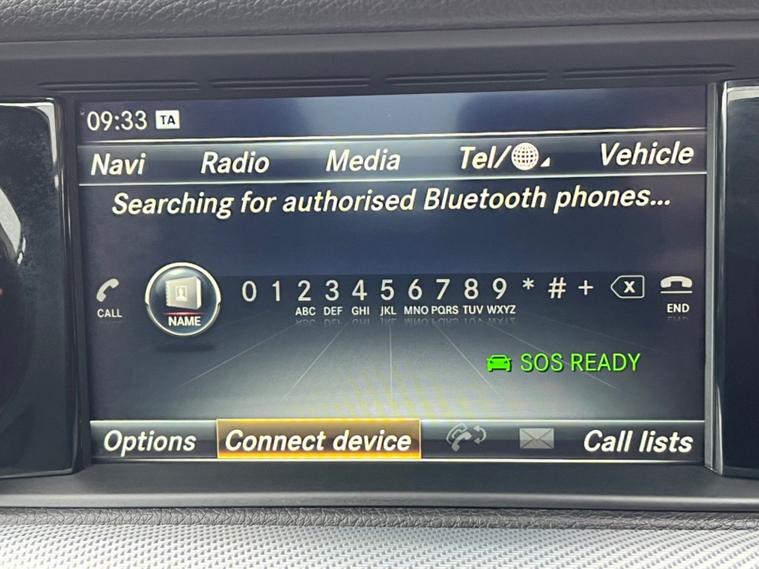 09:33 TA
Navi Radio Media Tel/ Vehicle
Searching for authorised Bluetooth phones...
0 1 2 3 4 5 6 7 8 9 * # + X
CALL NAME ABC DEF GHI JKL MNO PQRS TUV WXYZ END
SOS READY
Options Connect device Call lists